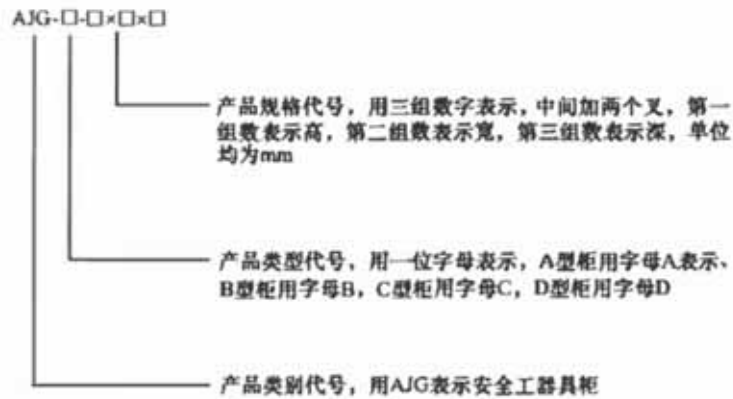 AJG-□-□×□×□
产品规格代号，用三组数字表示，中间加两个叉，第一
组数表示高，第二组数表示宽，第三组数表示深，单位
均为mm
产品类型代号，用一位字母表示，A型柜用字母A表示、
B型柜用字母B，C型柜用字母C，D型柜用字母D
产品类别代号，用AJG表示安全工器具柜